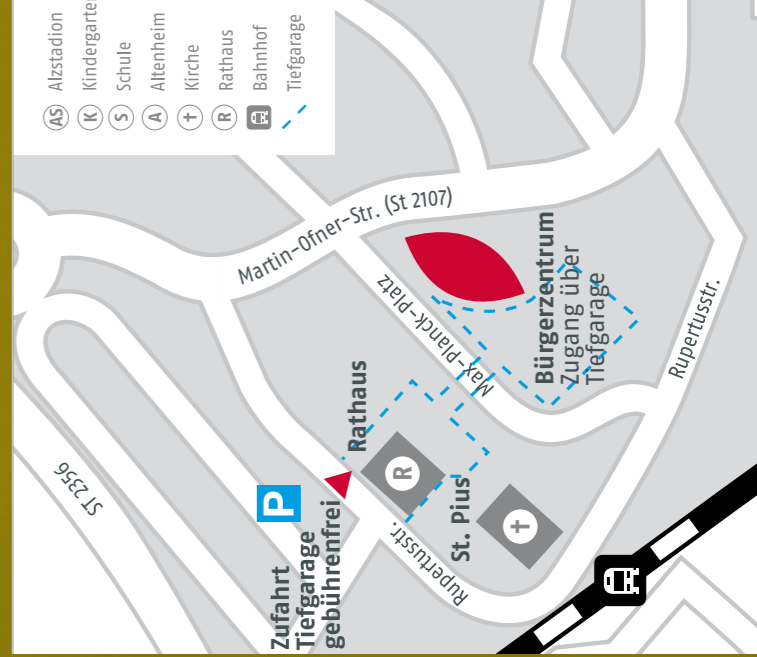 AS Alzstadion
K Kindergarten
S Schule
A Altenheim
Kirche
R Rathaus
Bahnhof
Tiefgarage
ST 2356
Martin-Ofner-Str. (St 2107)
P
Zufahrt
Tiefgarage
gebührenfrei
Rathaus
R
Max-Planck-Platz
Bürgerzentrum
Zugang über
Tiefgarage
St. Pius
Rupertusstr.
Rupertusstr.